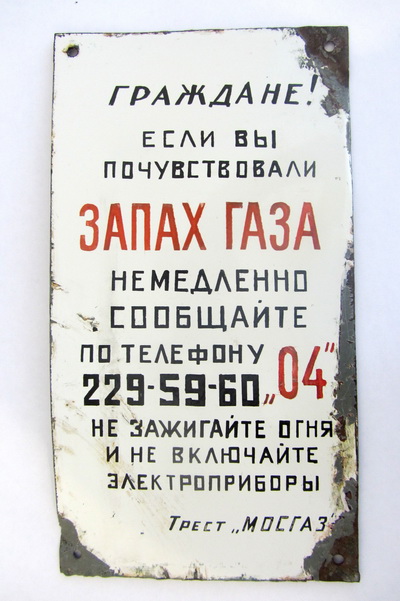 ГРАЖДАНЕ!
ЕСЛИ ВЫ
ПОЧУВСТВОВАЛИ
ЗАПАХ ГАЗА
НЕМЕДЛЕННО
СООБЩАЙТЕ
ПО ТЕЛЕФОНУ
229-59-60 „04"
НЕ ЗАЖИГАЙТЕ ОГНЯ
И НЕ ВКЛЮЧАЙТЕ
ЭЛЕКТРОПРИБОРЫ
ТРЕСТ „МОСГАЗ"